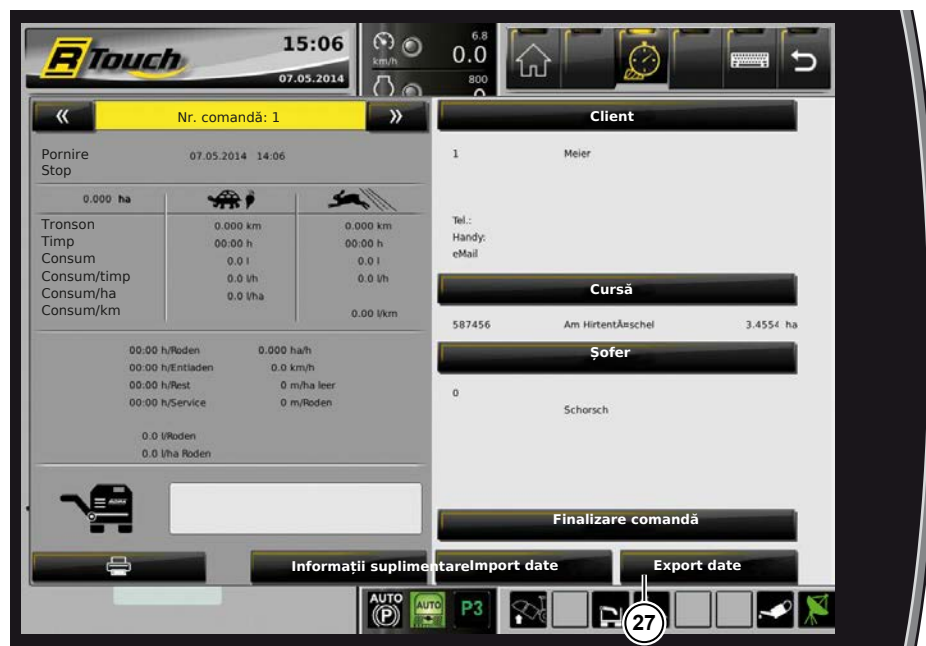 R Touch
15:06
07.05.2014
km/h
6.8
0.0
800
0
Nr. comandă: 1
Pornire 07.05.2014 14:06
Stop
0.000 ha
Tronson 0.000 km 0.000 km
Timp 00:00 h 00:00 h
Consum 0.0 l 0.0 l
Consum/timp 0.0 l/h 0.0 l/h
Consum/ha 0.0 l/ha
Consum/km 0.00 l/km
00:00 h/Roden 0.000 ha/h
00:00 h/Entladen 0.0 km/h
00:00 h/Rest 0 m/ha leer
00:00 h/Service 0 m/Roden
0.0 l/Roden
0.0 l/ha Roden
Client
1 Meier
Tel.:
Handy:
eMail
Cursă
587456 Am HirtentÃ¤schel 3.4554 ha
Șofer
0
Schorsch
Finalizare comandă
Informații suplimentare
Import date
Export date
AUTO
(P)
AUTO
P3
27